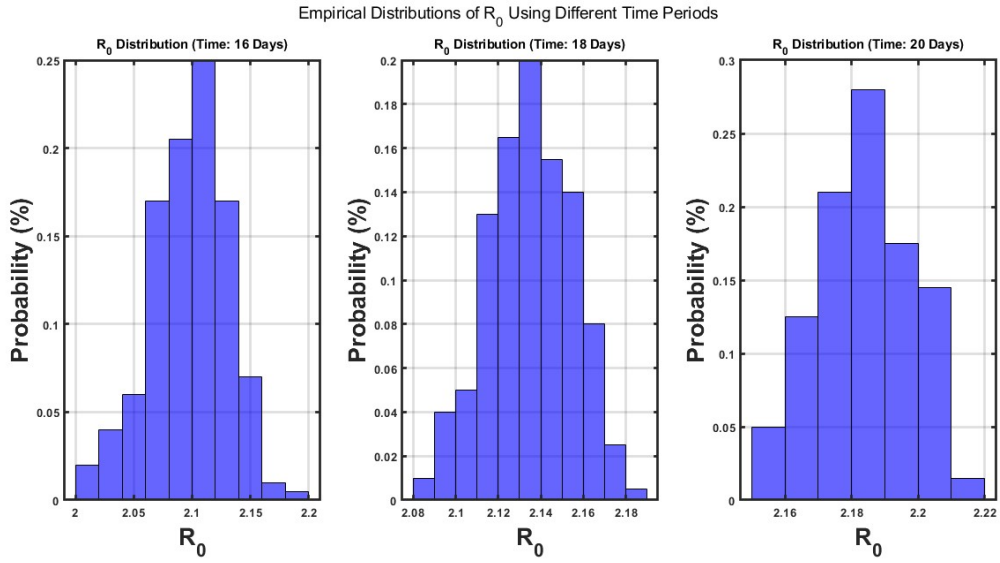 Empirical Distributions of R0 Using Different Time Periods
R0 Distribution (Time: 16 Days)
Probability (%)
0.25
0.2
0.15
0.1
0.05
0
2 2.05 2.1 2.15 2.2
R0
R0 Distribution (Time: 18 Days)
Probability (%)
0.2
0.18
0.16
0.14
0.12
0.1
0.08
0.06
0.04
0.02
0
2.08 2.1 2.12 2.14 2.16 2.18
R0
R0 Distribution (Time: 20 Days)
Probability (%)
0.3
0.25
0.2
0.15
0.1
0.05
0
2.16 2.18 2.2 2.22
R0